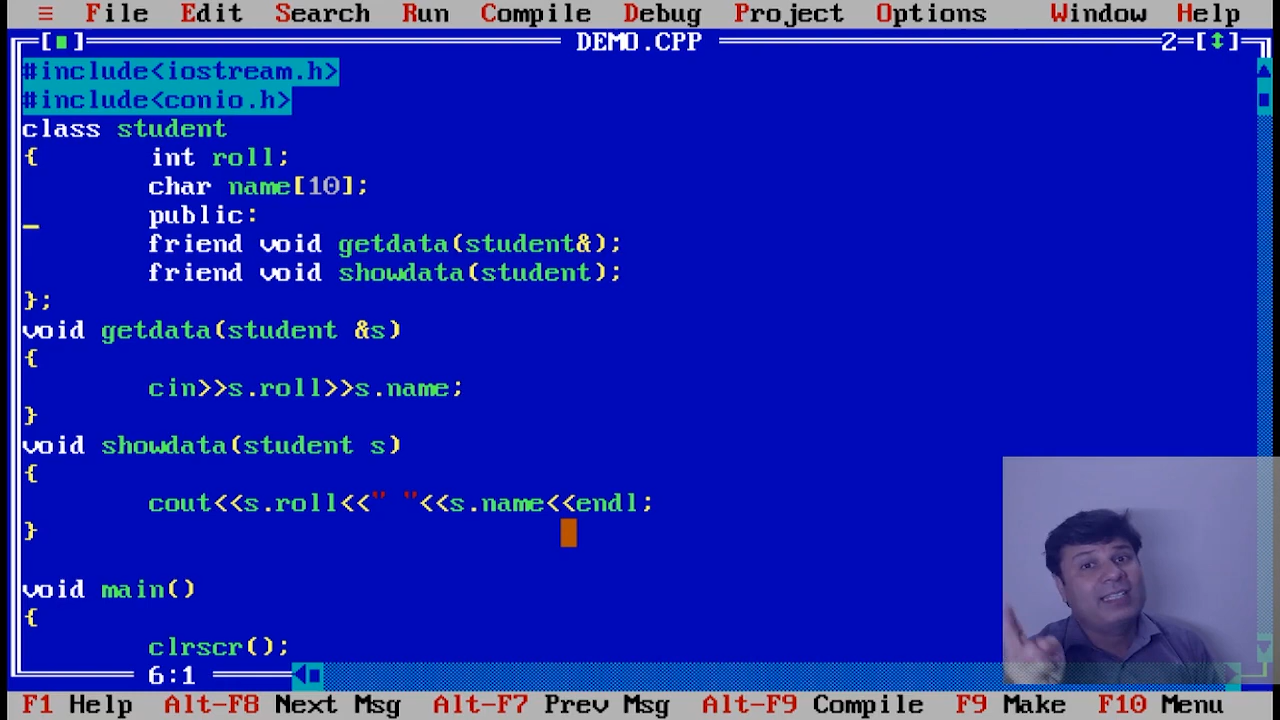 ≡ File Edit Search Run Compile Debug Project Options Window Help
[■] DEMO.CPP 2=[↕]
#include<iostream.h>
#include<conio.h>
class student
{ int roll;
char name[10];
public:
friend void getdata(student&);
friend void showdata(student);
};
void getdata(student &s)
{
cin>>s.roll>>s.name;
}
void showdata(student s)
{
cout<<s.roll<<" "<<s.name<<endl;
}
void main()
{
clrscr();
6:1
F1 Help Alt-F8 Next Msg Alt-F7 Prev Msg Alt-F9 Compile F9 Make F10 Menu